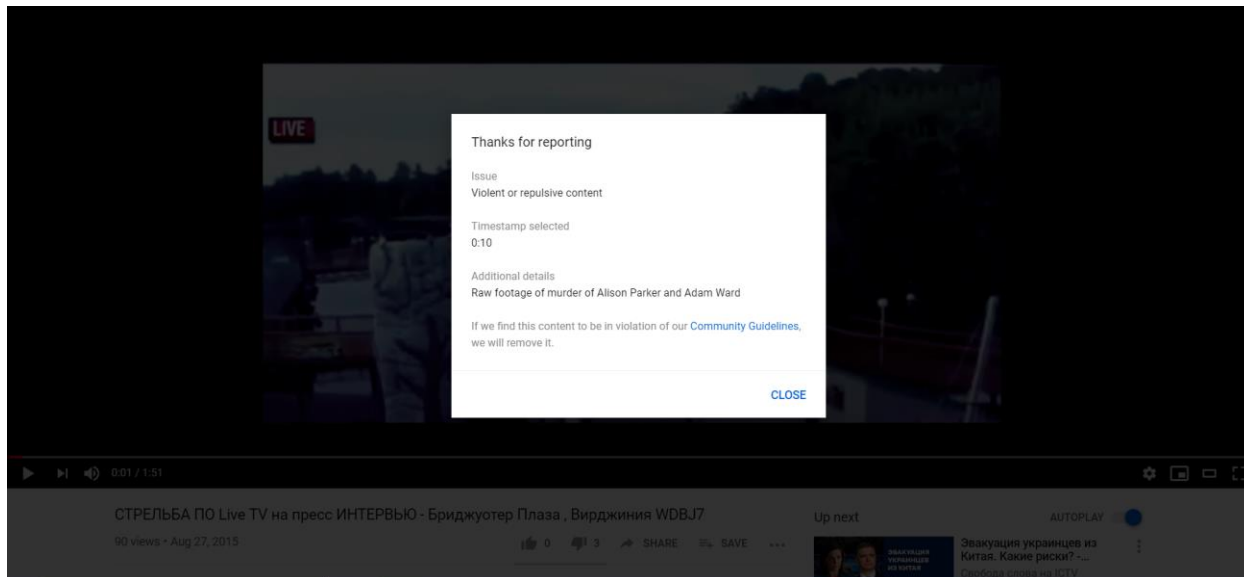 LIVE
Thanks for reporting
Issue
Violent or repulsive content
Timestamp selected
0:10
Additional details
Raw footage of murder of Alison Parker and Adam Ward
If we find this content to be in violation of our Community Guidelines,
we will remove it.
CLOSE
0:01 / 1:51
СТРЕЛЬБА ПО Live TV на пресс ИНТЕРВЬЮ - Бриджуотер Плаза , Вирджиния WDBJ7
90 views • Aug 27, 2015
0
3
SHARE
SAVE
Up next
AUTOPLAY
ЭВАКУАЦИЯ
УКРАИНЦЕВ
ИЗ КИТАЯ
Эвакуация украинцев из
Китая. Какие риски? -...
Свобода слова на ICTV